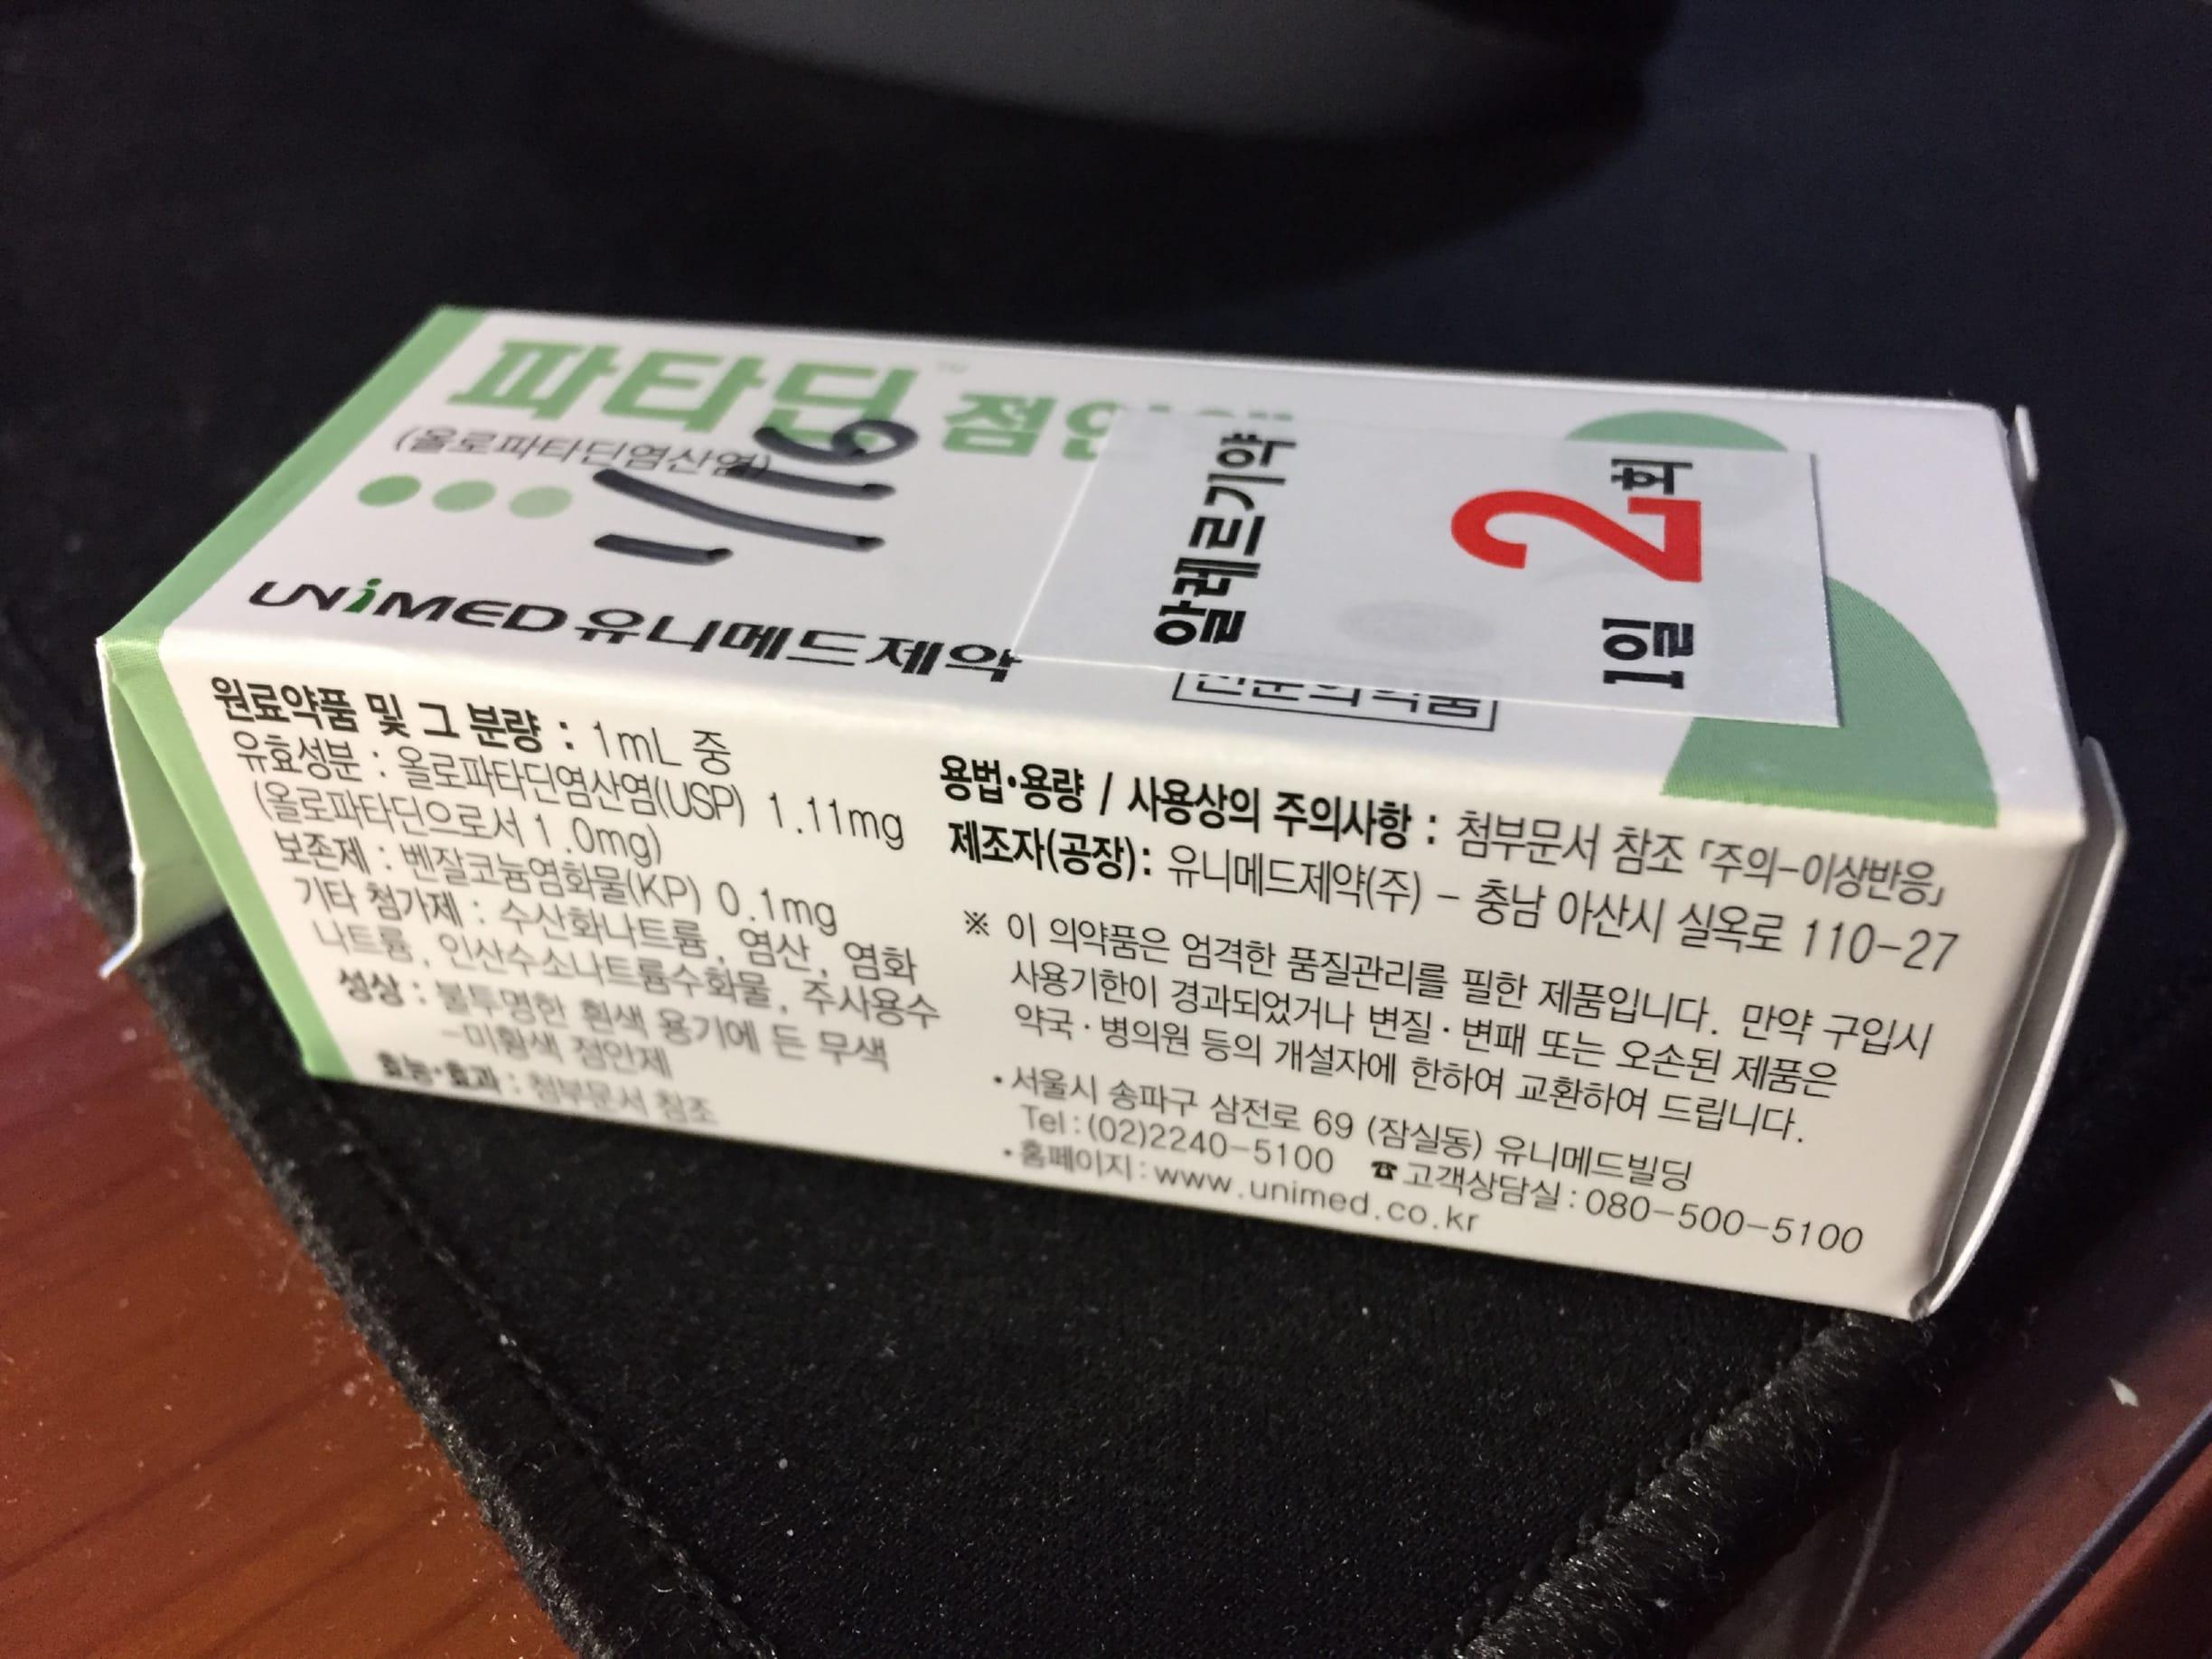 파타딘™ 점안
(올로파타딘염산염)
UNiMED 유니메드제약
알레르기약
1일 2회
전문의약품
원료약품 및 그 분량 : 1mL 중
유효성분 : 올로파타딘염산염(USP) 1.11mg
(올로파타딘으로서 1.0mg)
보존제 : 벤잘코늄염화물(KP) 0.1mg
기타 첨가제 : 수산화나트륨, 염산, 염화
나트륨, 인산수소나트륨수화물, 주사용수
성상 : 불투명한 흰색 용기에 든 무색
-미황색 점안제
효능·효과 : 첨부문서 참조
용법·용량 / 사용상의 주의사항 : 첨부문서 참조 「주의-이상반응」
제조자(공장): 유니메드제약(주) - 충남 아산시 실옥로 110-27
※ 이 의약품은 엄격한 품질관리를 필한 제품입니다. 만약 구입시
사용기한이 경과되었거나 변질·변패 또는 오손된 제품은
약국·병의원 등의 개설자에 한하여 교환하여 드립니다.
• 서울시 송파구 삼전로 69 (잠실동) 유니메드빌딩
Tel:(02)2240-5100 ☎고객상담실:080-500-5100
• 홈페이지:www.unimed.co.kr